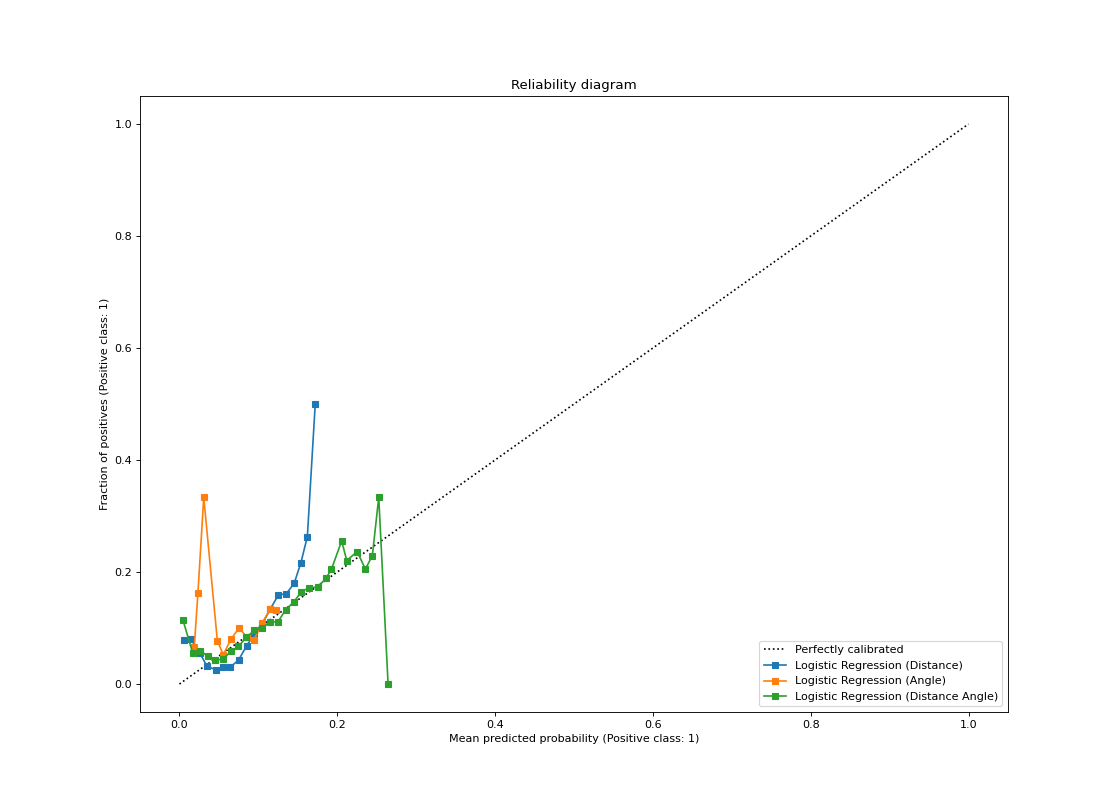 Reliability diagram
1.0
0.8
0.6
0.4
0.2
0.0
Fraction of positives (Positive class: 1)
0.0 0.2 0.4 0.6 0.8 1.0
Mean predicted probability (Positive class: 1)
Perfectly calibrated
Logistic Regression (Distance)
Logistic Regression (Angle)
Logistic Regression (Distance Angle)